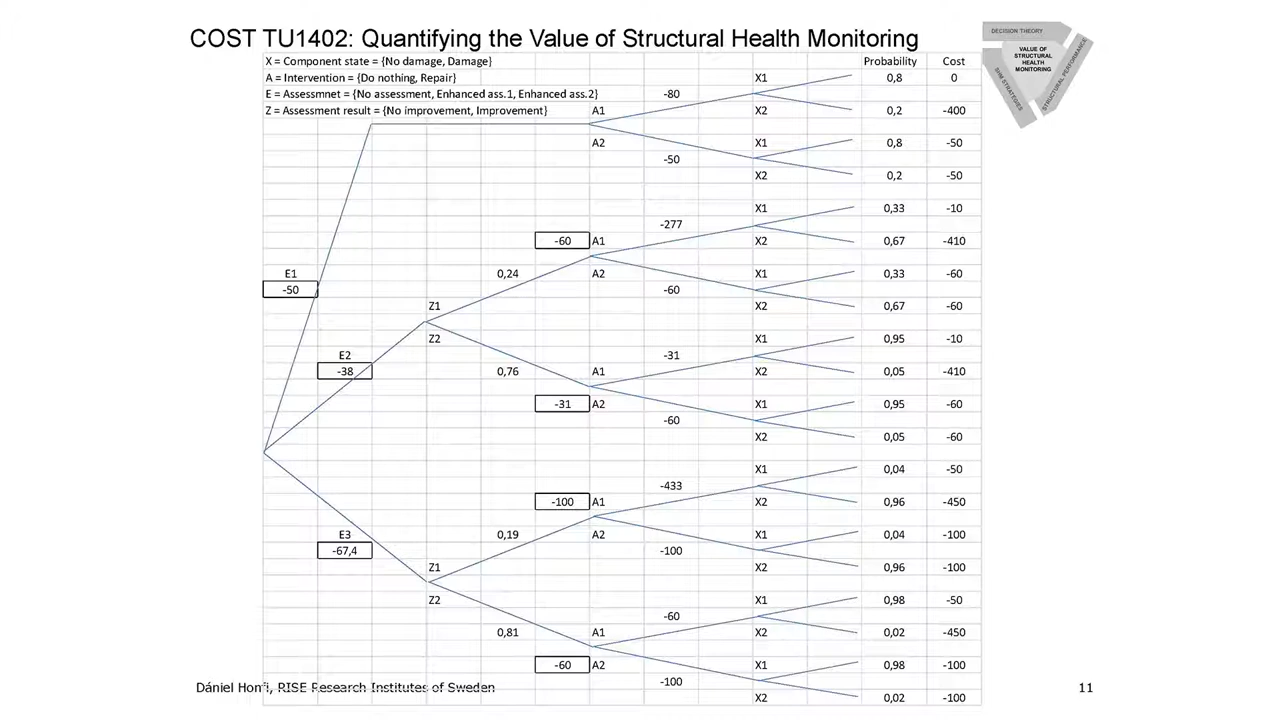 COST TU1402: Quantifying the Value of Structural Health Monitoring
DECISION THEORY
VALUE OF
STRUCTURAL
HEALTH
MONITORING
SHM STRATEGIES
STRUCTURAL PERFORMANCE
X = Component state = {No damage, Damage} Probability Cost
A = Intervention = {Do nothing, Repair} X1 0,8 0
E = Assessmnet = {No assessment, Enhanced ass.1, Enhanced ass.2} -80
Z = Assessment result = {No improvement, Improvement} A1 X2 0,2 -400
A2 X1 0,8 -50
-50
X2 0,2 -50
X1 0,33 -10
-277
-60 A1 X2 0,67 -410
E1 0,24 A2 X1 0,33 -60
-50 -60
Z1 X2 0,67 -60
Z2 X1 0,95 -10
E2 -31
-38 0,76 A1 X2 0,05 -410
-31 A2 X1 0,95 -60
-60
X2 0,05 -60
X1 0,04 -50
-433
-100 A1 X2 0,96 -450
E3 0,19 A2 X1 0,04 -100
-67,4 -100
Z1 X2 0,96 -100
Z2 X1 0,98 -50
-60
0,81 A1 X2 0,02 -450
-60 A2 X1 0,98 -100
-100
X2 0,02 -100
Dániel Honfi, RISE Research Institutes of Sweden 11